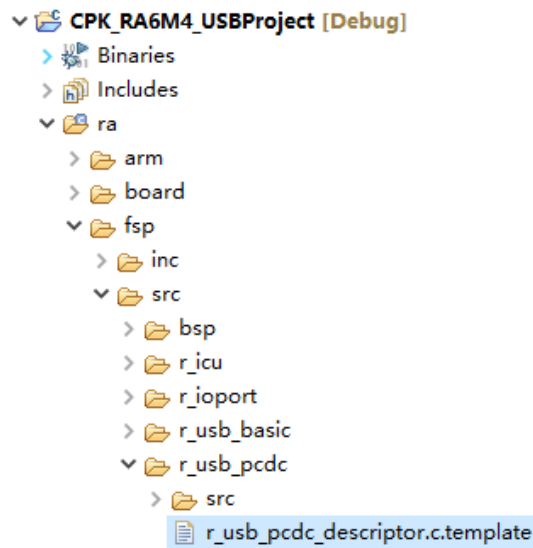 CPK_RA6M4_USBProject [Debug]
Binaries
Includes
ra
arm
board
fsp
inc
src
bsp
r_icu
r_ioport
r_usb_basic
r_usb_pcdc
src
r_usb_pcdc_descriptor.c.template